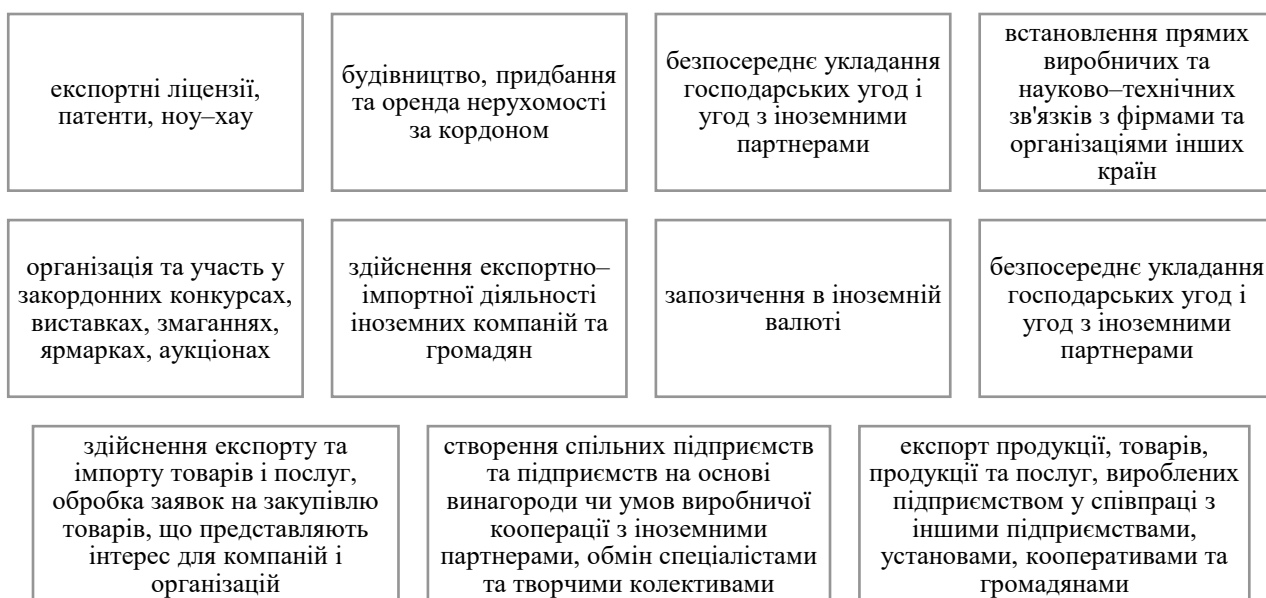 експортні ліцензії,
патенти, ноу–хау
будівництво, придбання
та оренда нерухомості
за кордоном
безпосереднє укладання
господарських угод і
угод з іноземними
партнерами
встановлення прямих
виробничих та
науково–технічних
зв'язків з фірмами та
організаціями інших
країн
організація та участь у
закордонних конкурсах,
виставках, змаганнях,
ярмарках, аукціонах
здійснення експортно–
імпортної діяльності
іноземних компаній та
громадян
запозичення в іноземній
валюті
безпосереднє укладання
господарських угод і
угод з іноземними
партнерами
здійснення експорту та
імпорту товарів і послуг,
обробка заявок на закупівлю
товарів, що представляють
інтерес для компаній і
організацій
створення спільних підприємств
та підприємств на основі
винагороди чи умов виробничої
кооперації з іноземними
партнерами, обмін спеціалістами
та творчими колективами
експорт продукції, товарів,
продукції та послуг, вироблених
підприємством у співпраці з
іншими підприємствами,
установами, кооперативами та
громадянами